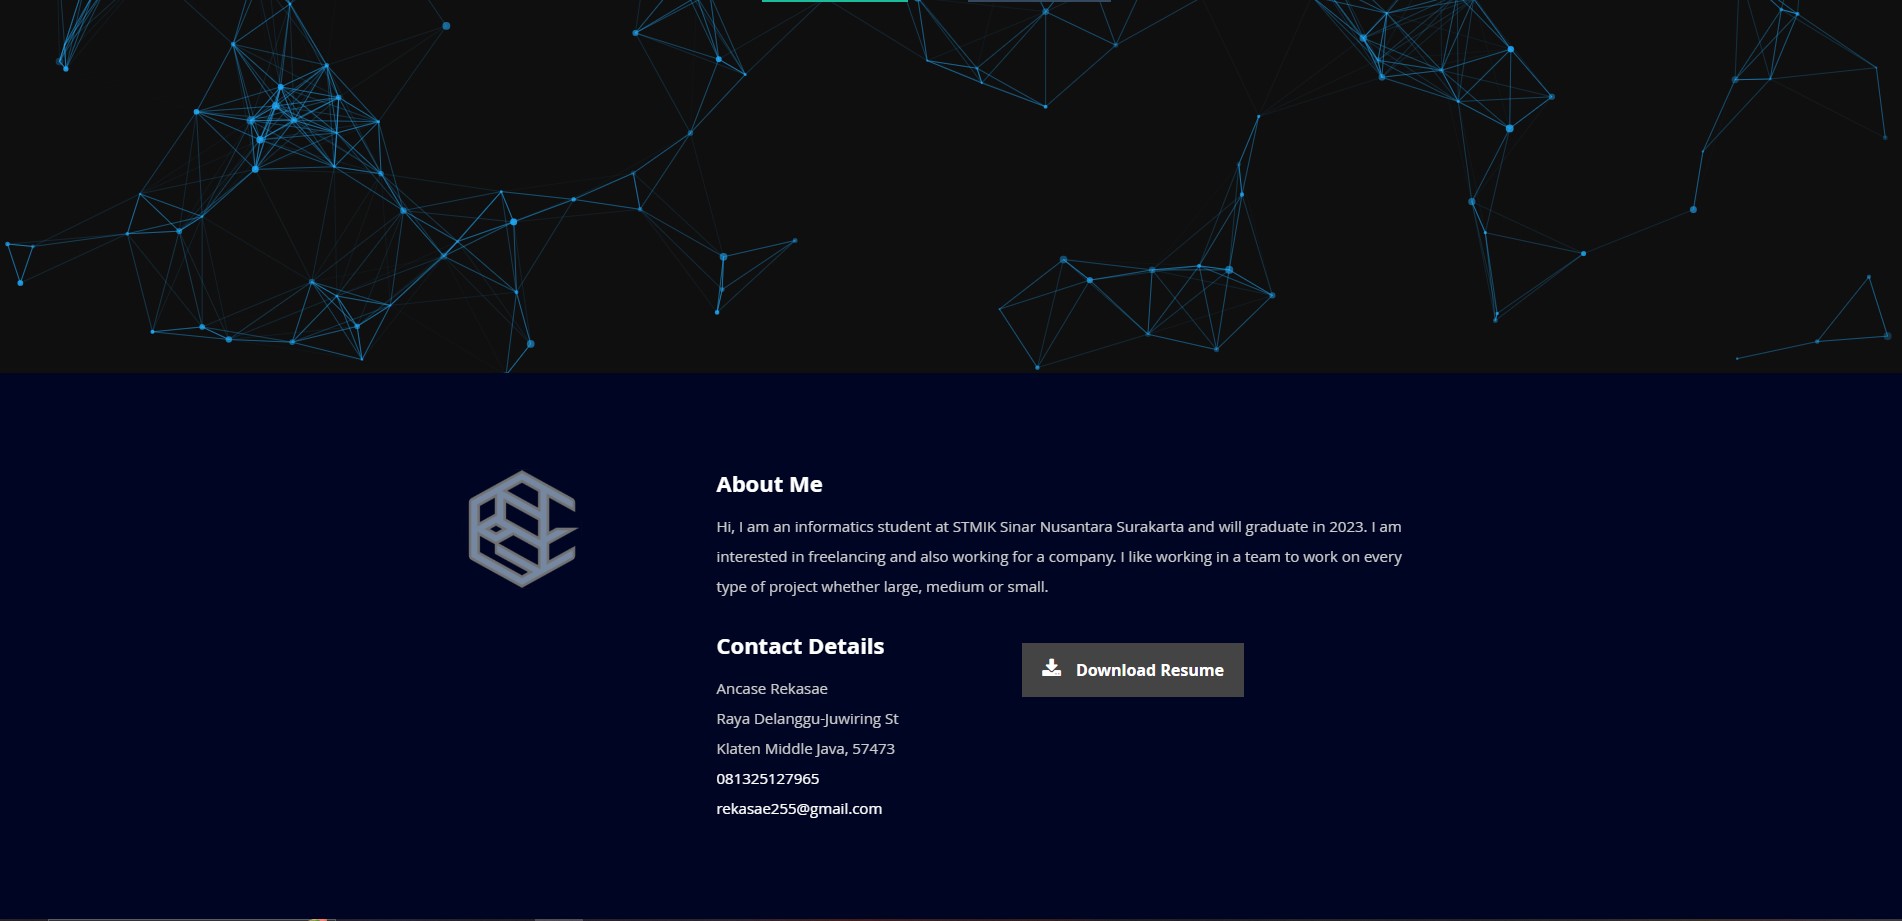 About Me
Hi, I am an informatics student at STMIK Sinar Nusantara Surakarta and will graduate in 2023. I am
interested in freelancing and also working for a company. I like working in a team to work on every
type of project whether large, medium or small.
Contact Details
Download Resume
Ancase Rekasae
Raya Delanggu-Juwiring St
Klaten Middle Java, 57473
081325127965
rekasae255@gmail.com